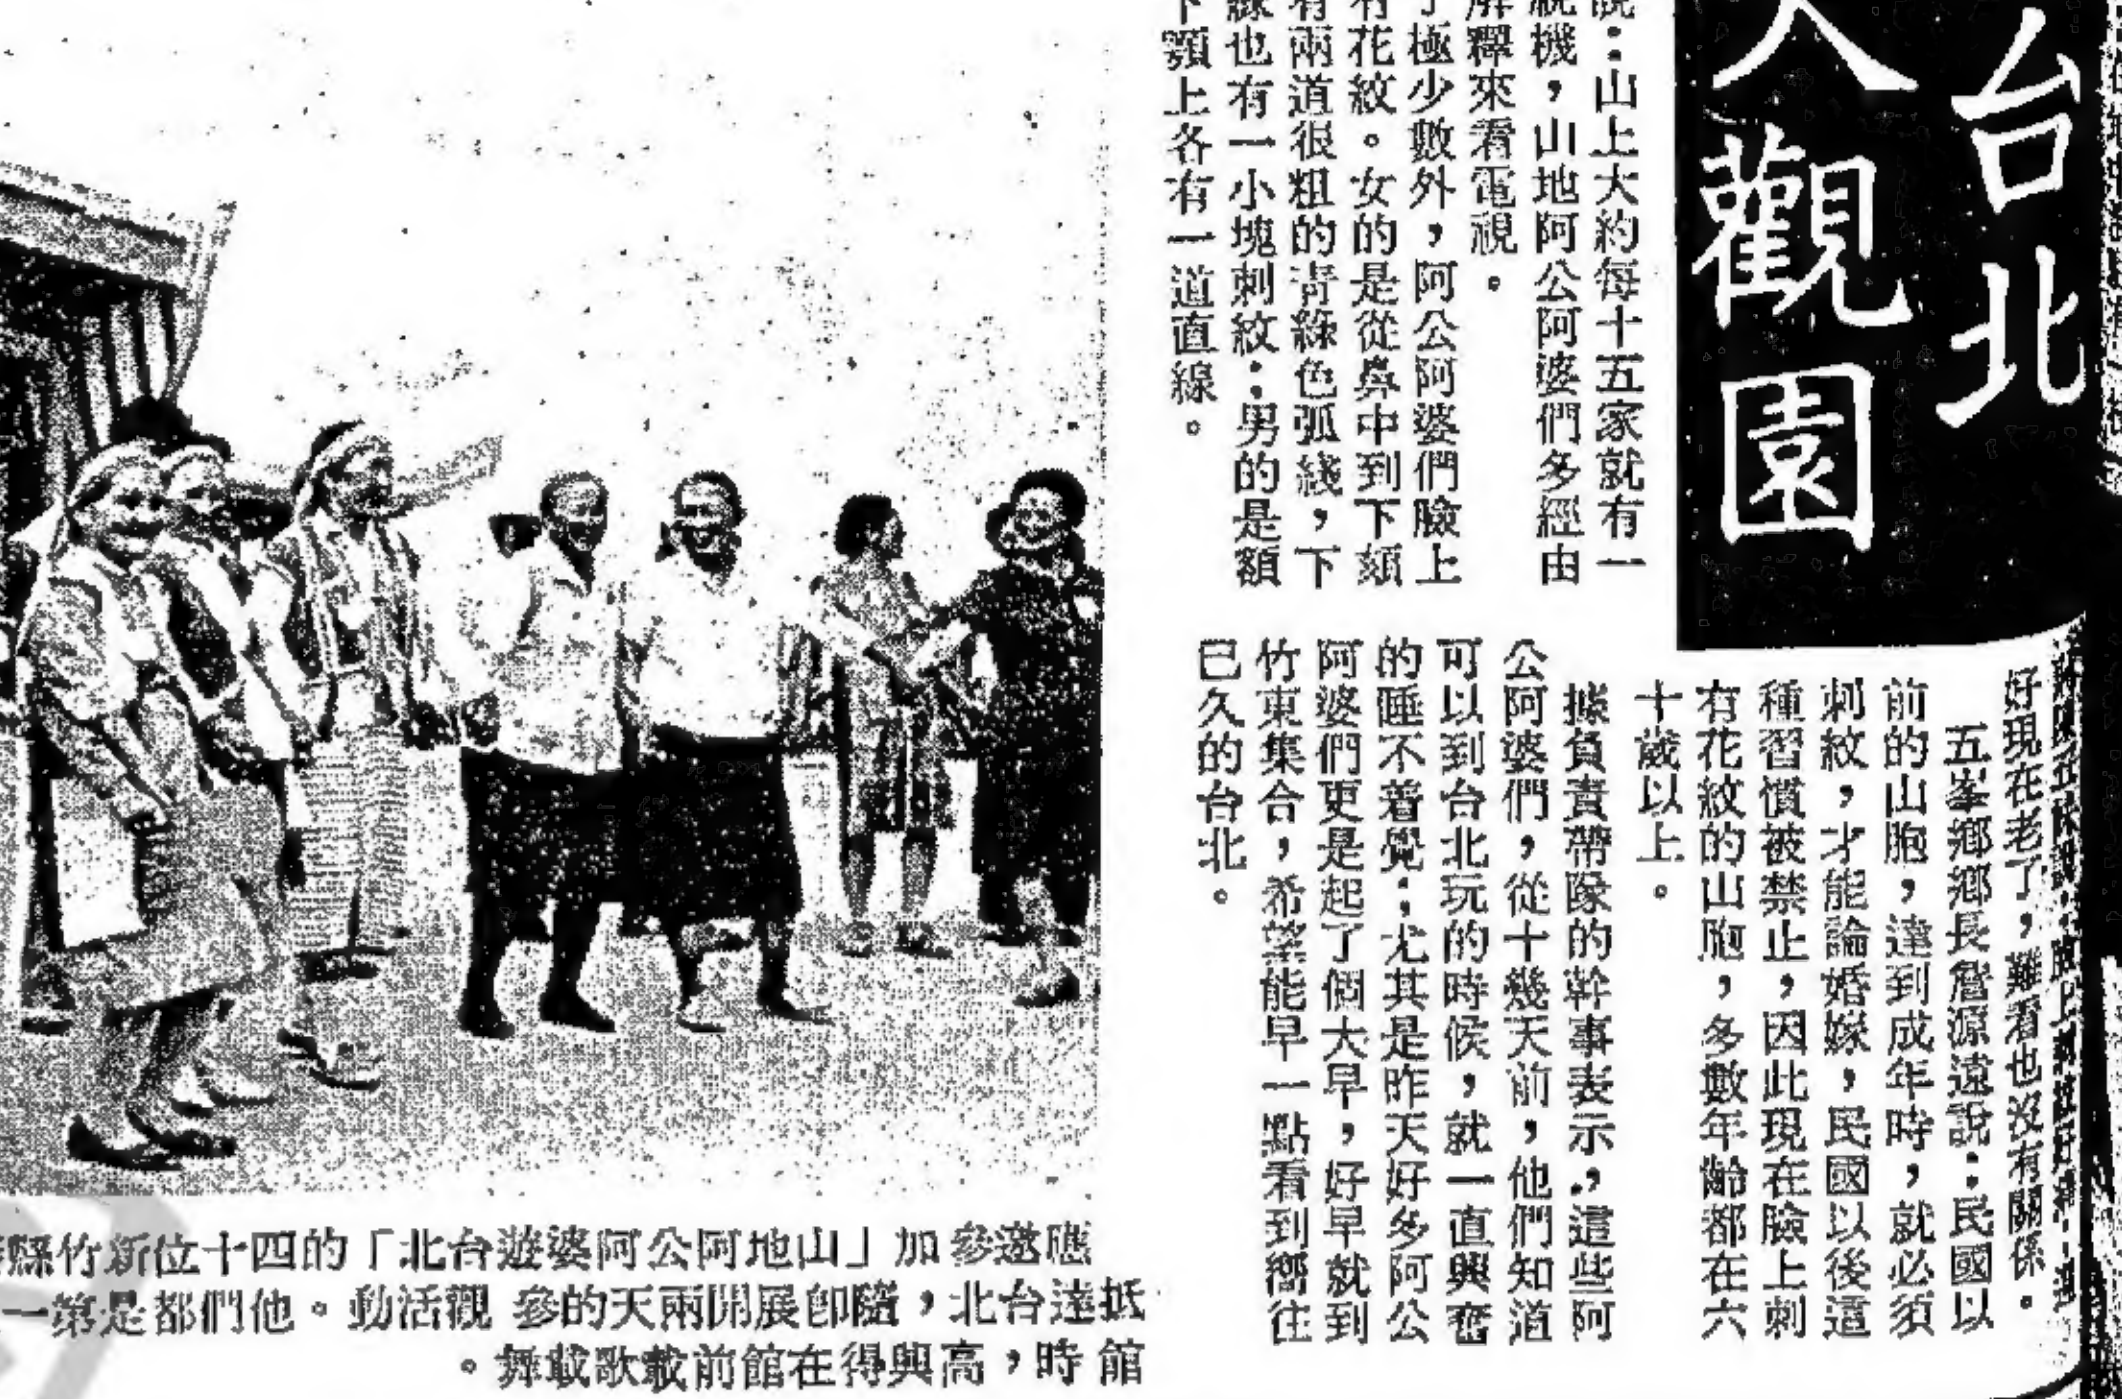 台北
人觀園
說：山上大約每十五家就有一
視機，山地阿公阿婆們多經由
解釋來看電視。
了極少數外，阿公阿婆們臉上
有花紋。女的是從鼻中到下頦
有兩道很粗的青綠色弧綫，下
緣也有一小塊刺紋：男的是額
下顎上各有一道直線。
好現在老了，難看也沒有關係。
五峯鄉鄉長詹源遠說：民國以
前的山胞，達到成年時，就必須
刺紋，才能論婚嫁，民國以後這
種習慣被禁止，因此現在臉上刺
有花紋的山胞，多數年齡都在六
十歲以上。
據負責帶隊的幹事表示，這些阿
公阿婆們，從十幾天前，他們知道
可以到台北玩的時候，就一直興奮
的睡不着覺；尤其是昨天好多阿公
阿婆們更是起了個大早，好早就到
竹東集合，希望能早一點看到嚮往
已久的台北。
應邀參加「山地阿公阿婆遊台北」的四十位新竹縣
抵達台北，隨卽展開兩天的參觀活動。他們都是第一
館時，高興得在館前載歌載舞。